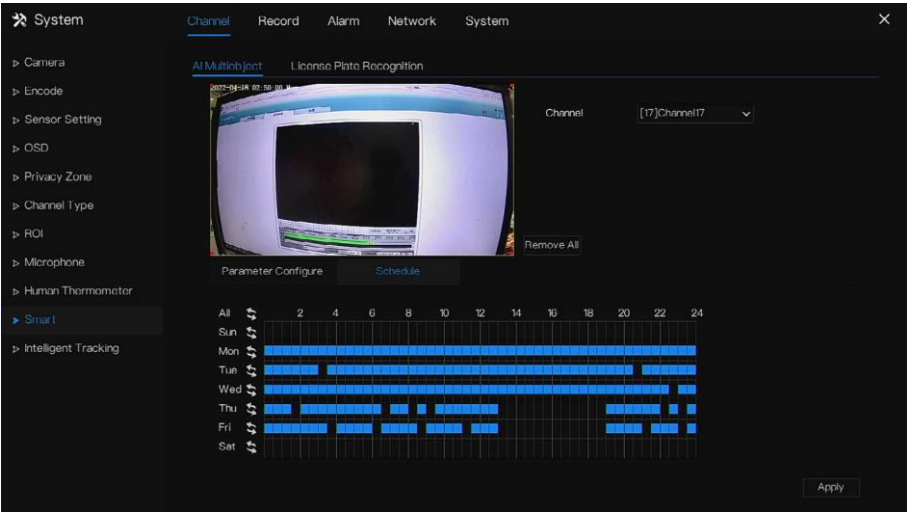 System Channel Record Alarm Network System
Camera
Encode
Sensor Setting
OSD
Privacy Zone
Channel Type
ROI
Microphone
Human Thermometer
Smart
Intelligent Tracking
AI Multiobject License Plate Recognition
Channel [17]Channel17
Remove All
Parameter Configure Schedule
All 2 4 6 8 10 12 14 16 18 20 22 24
Sun
Mon
Tue
Wed
Thu
Fri
Sat
Apply